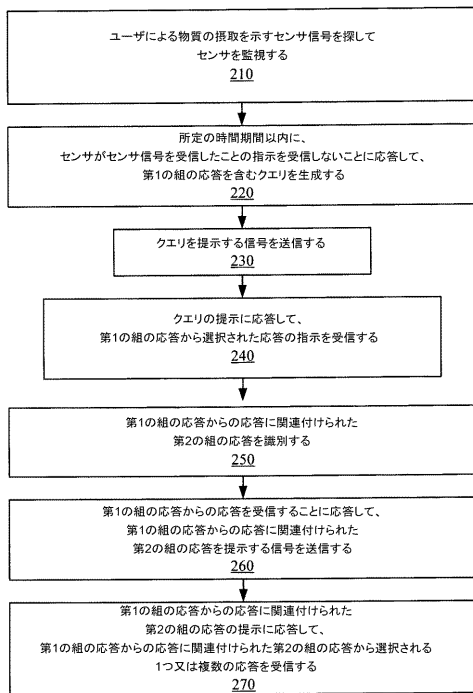 ユーザによる物質の摂取を示すセンサ信号を探して
センサを監視する
210
所定の時間期間以内に、
センサがセンサ信号を受信したことの指示を受信しないことに応答して、
第1の組の応答を含むクエリを生成する
220
クエリを提示する信号を送信する
230
クエリの提示に応答して、
第1の組の応答から選択された応答の指示を受信する
240
第1の組の応答からの応答に関連付けられた
第2の組の応答を識別する
250
第1の組の応答からの応答を受信することに応答して、
第1の組の応答からの応答に関連付けられた
第2の組の応答を提示する信号を送信する
260
第1の組の応答からの応答に関連付けられた
第2の組の応答の提示に応答して、
第1の組の応答からの応答に関連付けられた第2の組の応答から選択される
1つ又は複数の応答を受信する
270